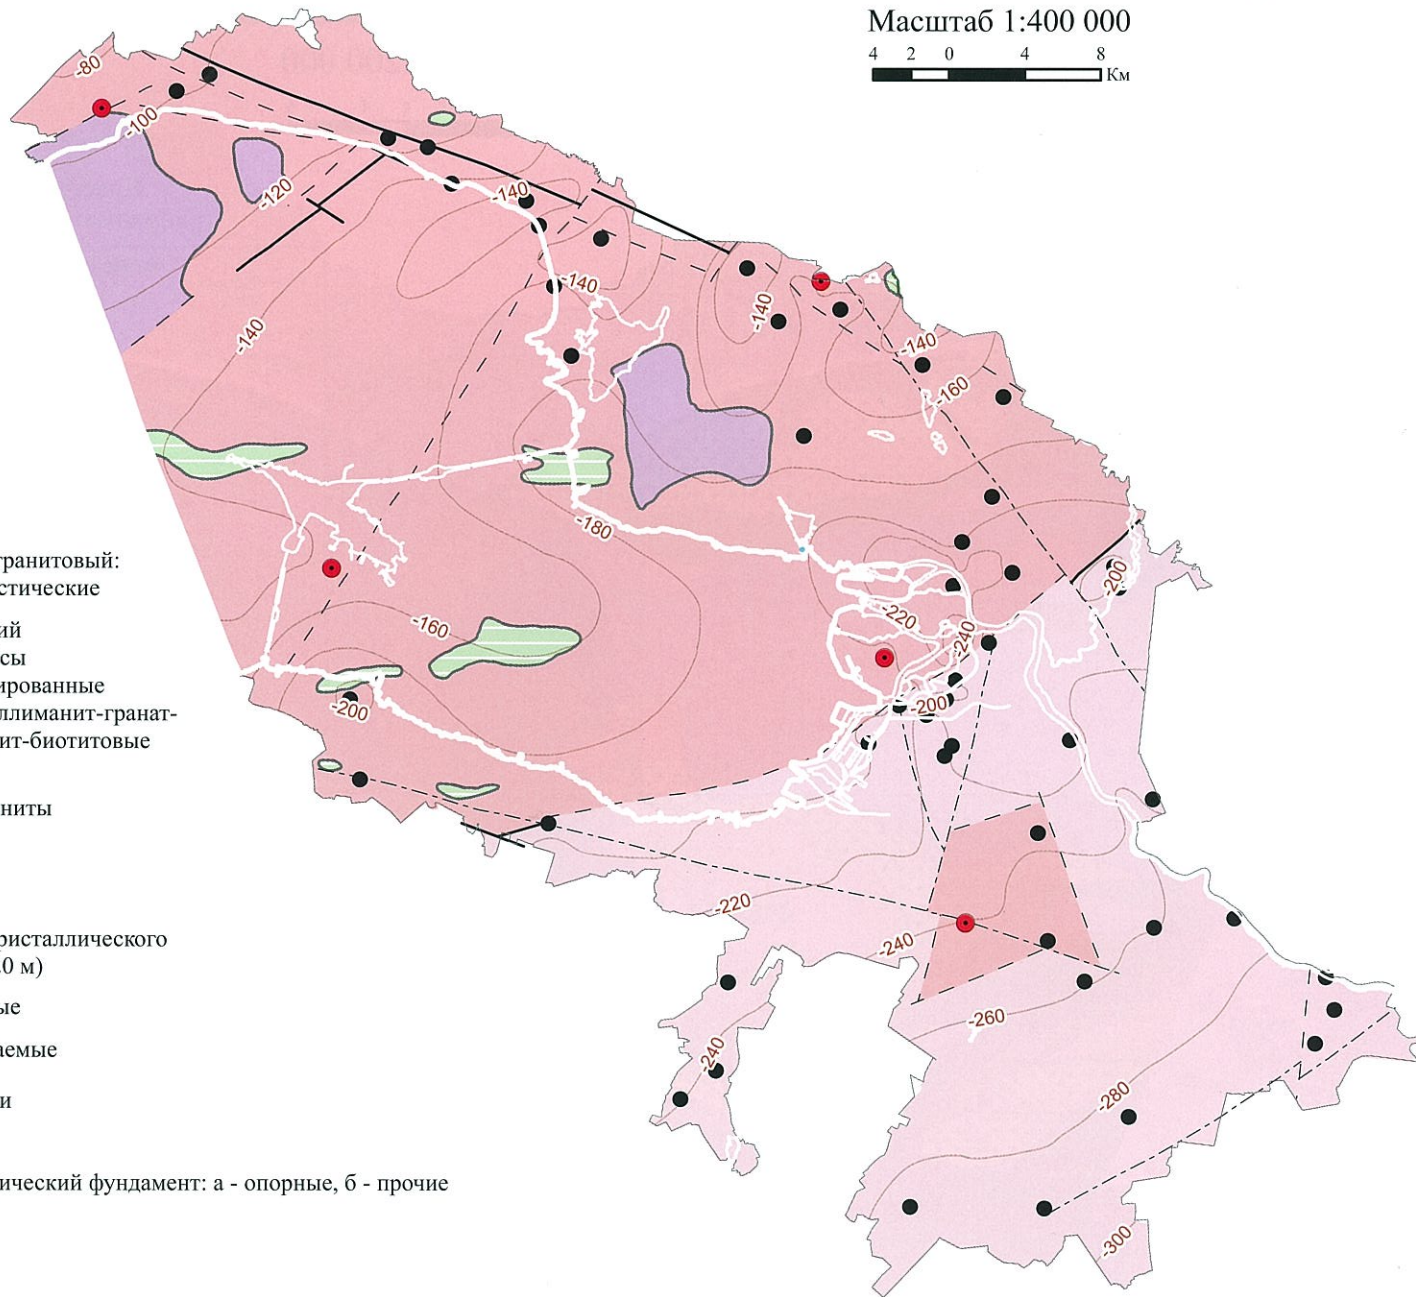 Масштаб 1:400 000
4 2 0 4 8
Км
-80
-100
-120
-140
-140
-140
-140
-140
-140
-160
-180
-200
-220
-240
-160
-200
-200
-220
-240
-260
-240
-280
-300
гранитовый:
стические
ий
сы
ированные
ллиманит-гранат-
ит-биотитовые
ниты
ристаллического
0 м)
ые
аемые
и
ический фундамент: а - опорные, б - прочие